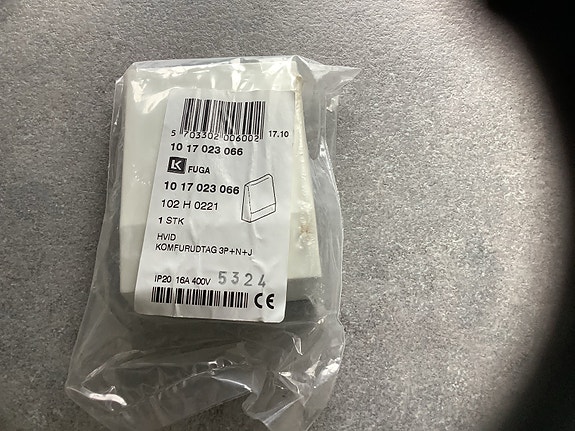 5 703302 006002 17.10
10 17 023 066
LK FUGA
10 17 023 066
102 H 0221
1 STK
HVID
KOMFURUDTAG 3P+N+J
IP20 16A 400V 5324
CE